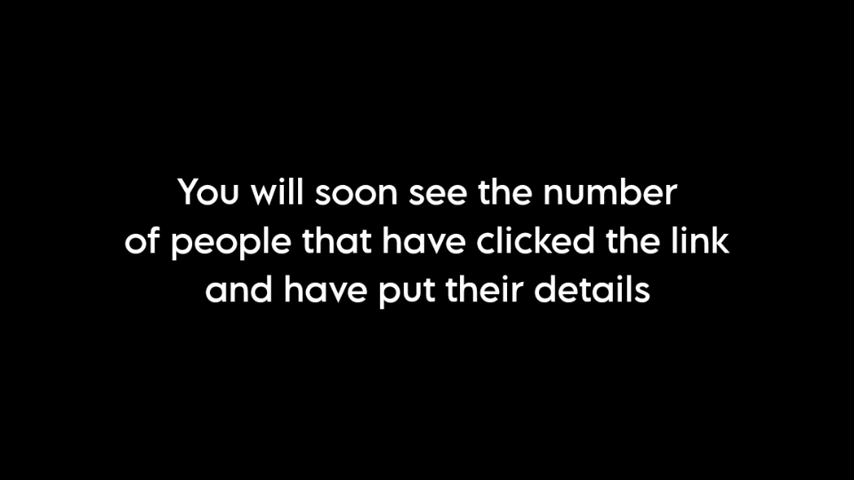 You will soon see the number
of people that have clicked the link
and have put their details